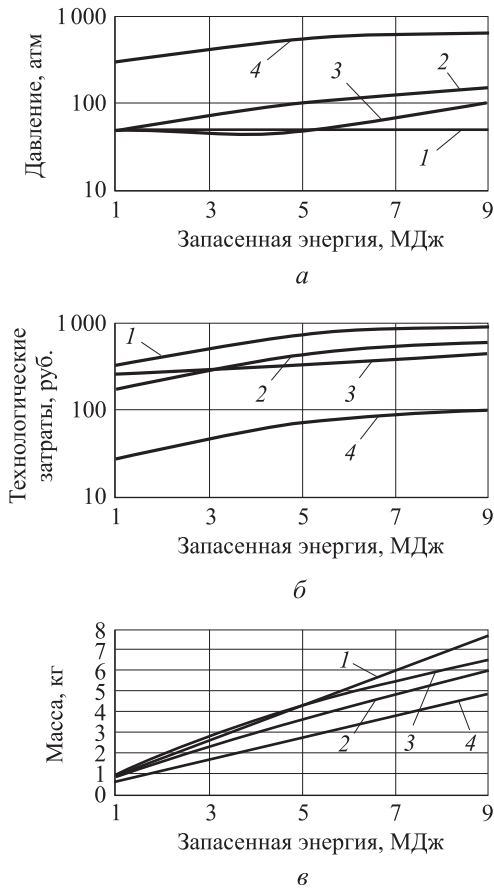 Давление, атм
1 000
100
10
4
3
2
1
1 3 5 7 9
Запасенная энергия, МДж
а
Технологические
затраты, руб.
1 000
100
10
1
2
3
4
1 3 5 7 9
Запасенная энергия, МДж
б
Масса, кг
8
7
6
5
4
3
2
1
0
1
2
3
4
1 3 5 7 9
Запасенная энергия, МДж
в